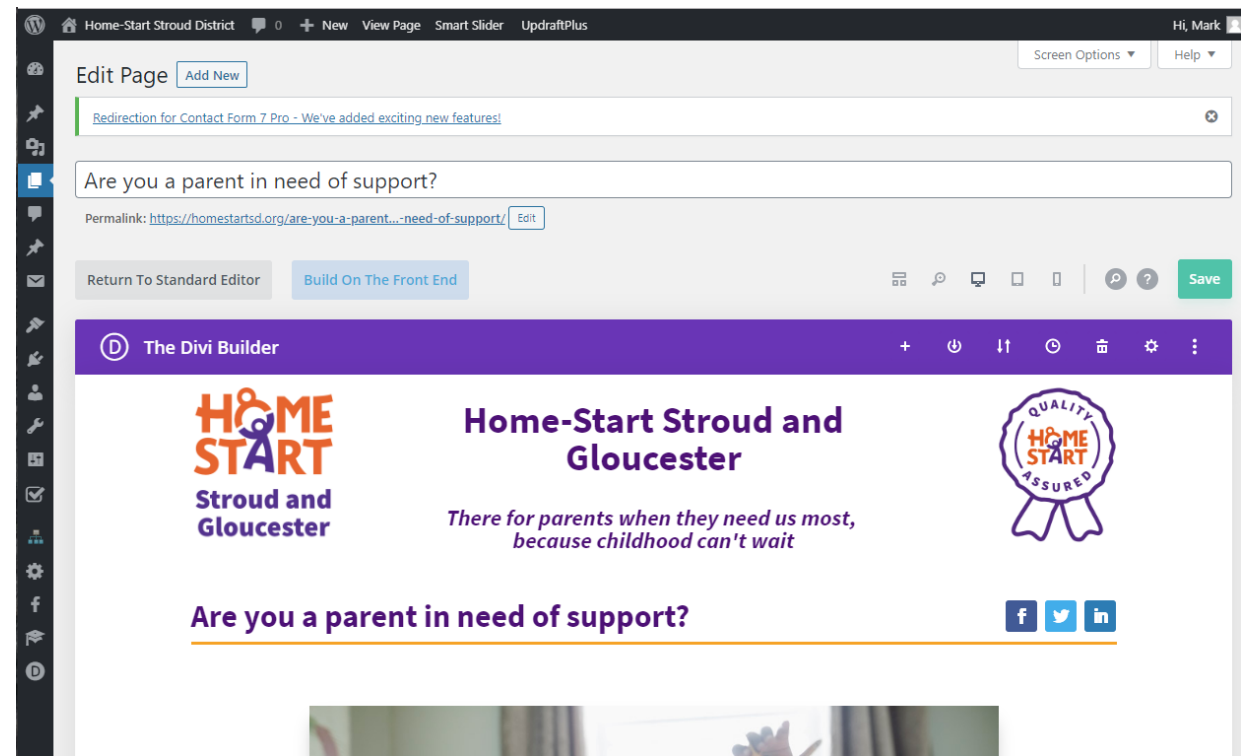 Home-Start Stroud District 0 + New View Page Smart Slider UpdraftPlus Hi, Mark
Screen Options ▼ Help ▼
Edit Page Add New
Redirection for Contact Form 7 Pro - We've added exciting new features!
Are you a parent in need of support?
Permalink: https://homestartsd.org/are-you-a-parent...-need-of-support/ Edit
Return To Standard Editor Build On The Front End ? Save
D The Divi Builder
HOME
START
Stroud and
Gloucester
Home-Start Stroud and
Gloucester
There for parents when they need us most,
because childhood can't wait
QUALITY
HOME
START
ASSURED
Are you a parent in need of support?
f in